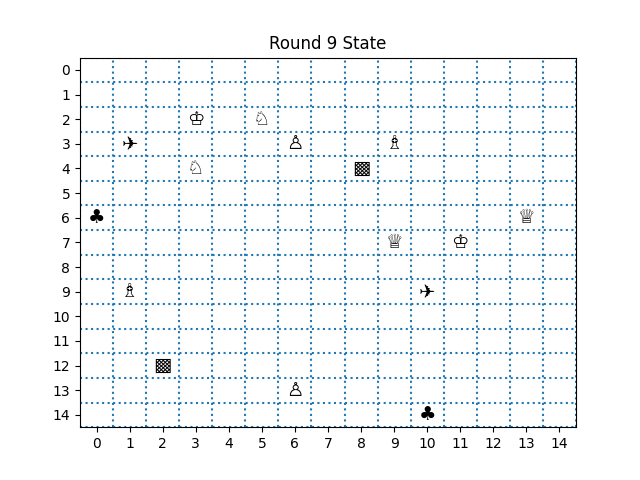 Round 9 State
0
1
2 ♔ ♘
3 ✈ ♙ ♗
4 ♘ ▩
5
6 ♣ ♕
7 ♕ ♔
8
9 ♗ ✈
10
11
12 ▩
13 ♙
14 ♣
0 1 2 3 4 5 6 7 8 9 10 11 12 13 14